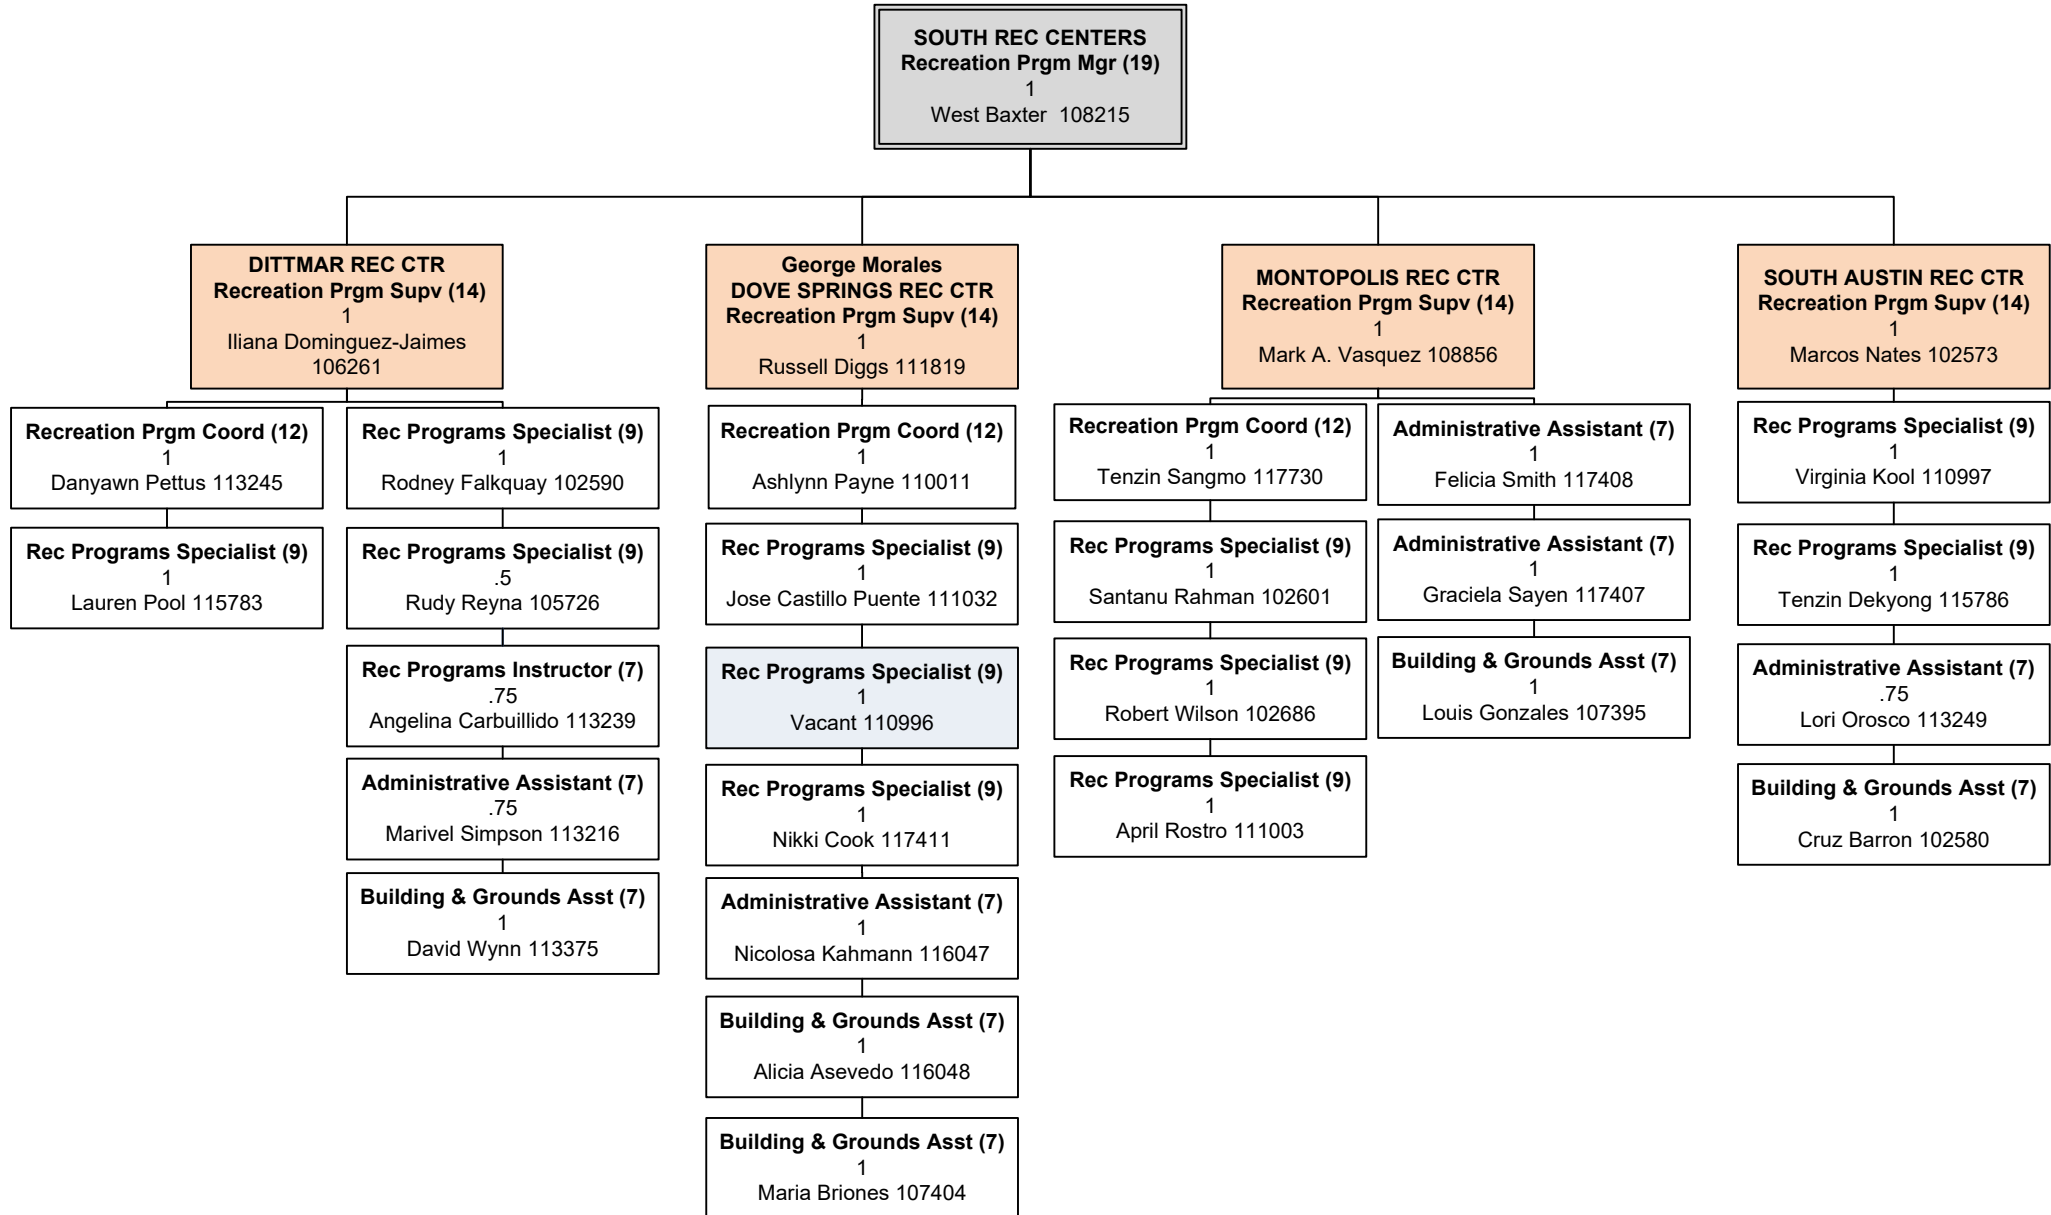 SOUTH REC CENTERS
Recreation Prgm Mgr (19)
1
West Baxter 108215
DITTMAR REC CTR
Recreation Prgm Supv (14)
1
Iliana Dominguez-Jaimes
106261
Recreation Prgm Coord (12)
1
Danyawn Pettus 113245
Rec Programs Specialist (9)
1
Lauren Pool 115783
Rec Programs Specialist (9)
1
Rodney Falkquay 102590
Rec Programs Specialist (9)
.5
Rudy Reyna 105726
Rec Programs Instructor (7)
.75
Angelina Carbuillido 113239
Administrative Assistant (7)
.75
Marivel Simpson 113216
Building & Grounds Asst (7)
1
David Wynn 113375
George Morales
DOVE SPRINGS REC CTR
Recreation Prgm Supv (14)
1
Russell Diggs 111819
Recreation Prgm Coord (12)
1
Ashlynn Payne 110011
Rec Programs Specialist (9)
1
Jose Castillo Puente 111032
Rec Programs Specialist (9)
1
Vacant 110996
Rec Programs Specialist (9)
1
Nikki Cook 117411
Administrative Assistant (7)
1
Nicolosa Kahmann 116047
Building & Grounds Asst (7)
1
Alicia Asevedo 116048
Building & Grounds Asst (7)
1
Maria Briones 107404
MONTOPOLIS REC CTR
Recreation Prgm Supv (14)
1
Mark A. Vasquez 108856
Recreation Prgm Coord (12)
1
Tenzin Sangmo 117730
Rec Programs Specialist (9)
1
Santanu Rahman 102601
Rec Programs Specialist (9)
1
Robert Wilson 102686
Rec Programs Specialist (9)
1
April Rostro 111003
Administrative Assistant (7)
1
Felicia Smith 117408
Administrative Assistant (7)
1
Graciela Sayen 117407
Building & Grounds Asst (7)
1
Louis Gonzales 107395
SOUTH AUSTIN REC CTR
Recreation Prgm Supv (14)
1
Marcos Nates 102573
Rec Programs Specialist (9)
1
Virginia Kool 110997
Rec Programs Specialist (9)
1
Tenzin Dekyong 115786
Administrative Assistant (7)
.75
Lori Orosco 113249
Building & Grounds Asst (7)
1
Cruz Barron 102580